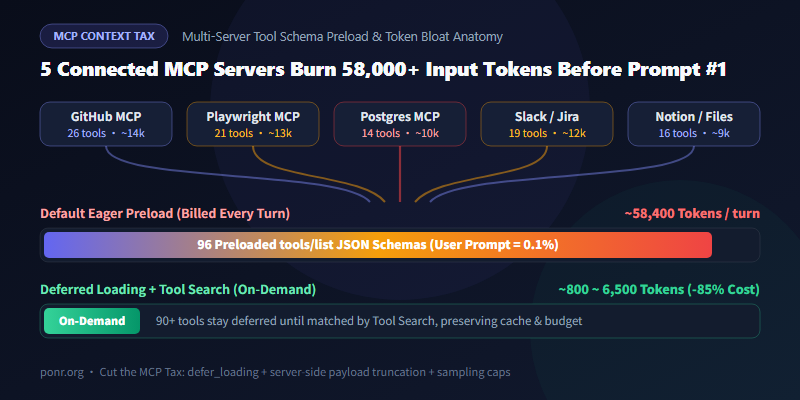 MCP CONTEXT TAX
Multi-Server Tool Schema Preload & Token Bloat Anatomy
5 Connected MCP Servers Burn 58,000+ Input Tokens Before Prompt #1
GitHub MCP
26 tools • ~14k
Playwright MCP
21 tools • ~13k
Postgres MCP
14 tools • ~10k
Slack / Jira
19 tools • ~12k
Notion / Files
16 tools • ~9k
Default Eager Preload (Billed Every Turn)
~58,400 Tokens / turn
96 Preloaded tools/list JSON Schemas (User Prompt = 0.1%)
Deferred Loading + Tool Search (On-Demand)
~800 ~ 6,500 Tokens (-85% Cost)
On-Demand
90+ tools stay deferred until matched by Tool Search, preserving cache & budget
ponr.org • Cut the MCP Tax: defer_loading + server-side payload truncation + sampling caps